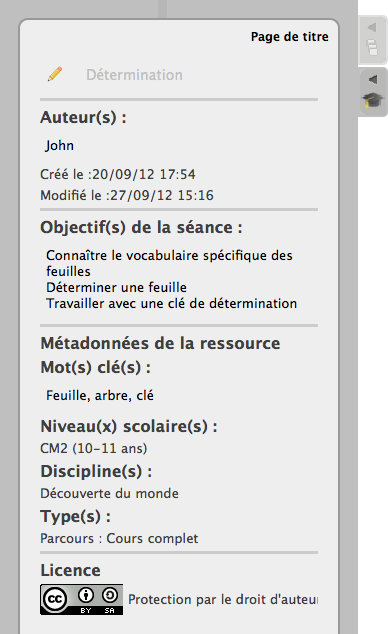 Page de titre
Détermination
Auteur(s) :
John
Créé le :20/09/12 17:54
Modifié le :27/09/12 15:16
Objectif(s) de la séance :
Connaître le vocabulaire spécifique des
feuilles
Déterminer une feuille
Travailler avec une clé de détermination
Métadonnées de la ressource
Mot(s) clé(s) :
Feuille, arbre, clé
Niveau(x) scolaire(s) :
CM2 (10-11 ans)
Discipline(s) :
Découverte du monde
Type(s) :
Parcours : Cours complet
Licence
cc BY SA Protection par le droit d'auteu